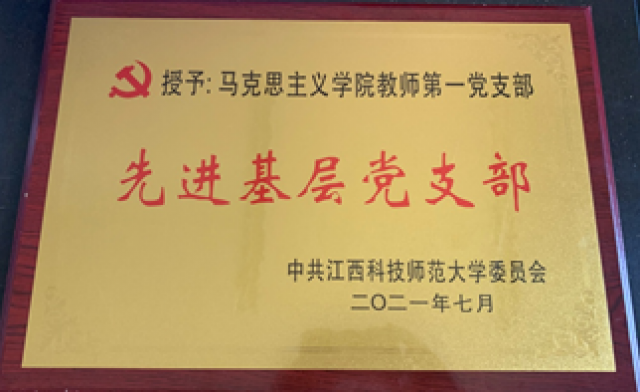 授予: 马克思主义学院教师第一党支部
先进基层党支部
中共江西科技师范大学委员会
二〇二一年七月